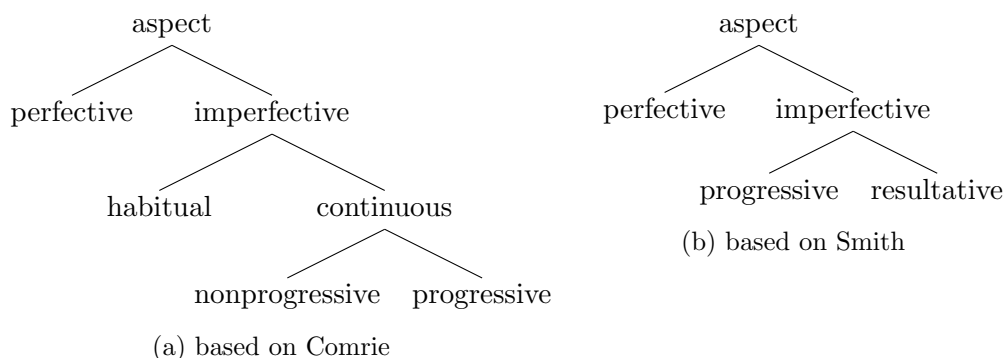 aspect
perfective imperfective
habitual continuous
nonprogressive progressive
(a) based on Comrie
aspect
perfective imperfective
progressive resultative
(b) based on Smith